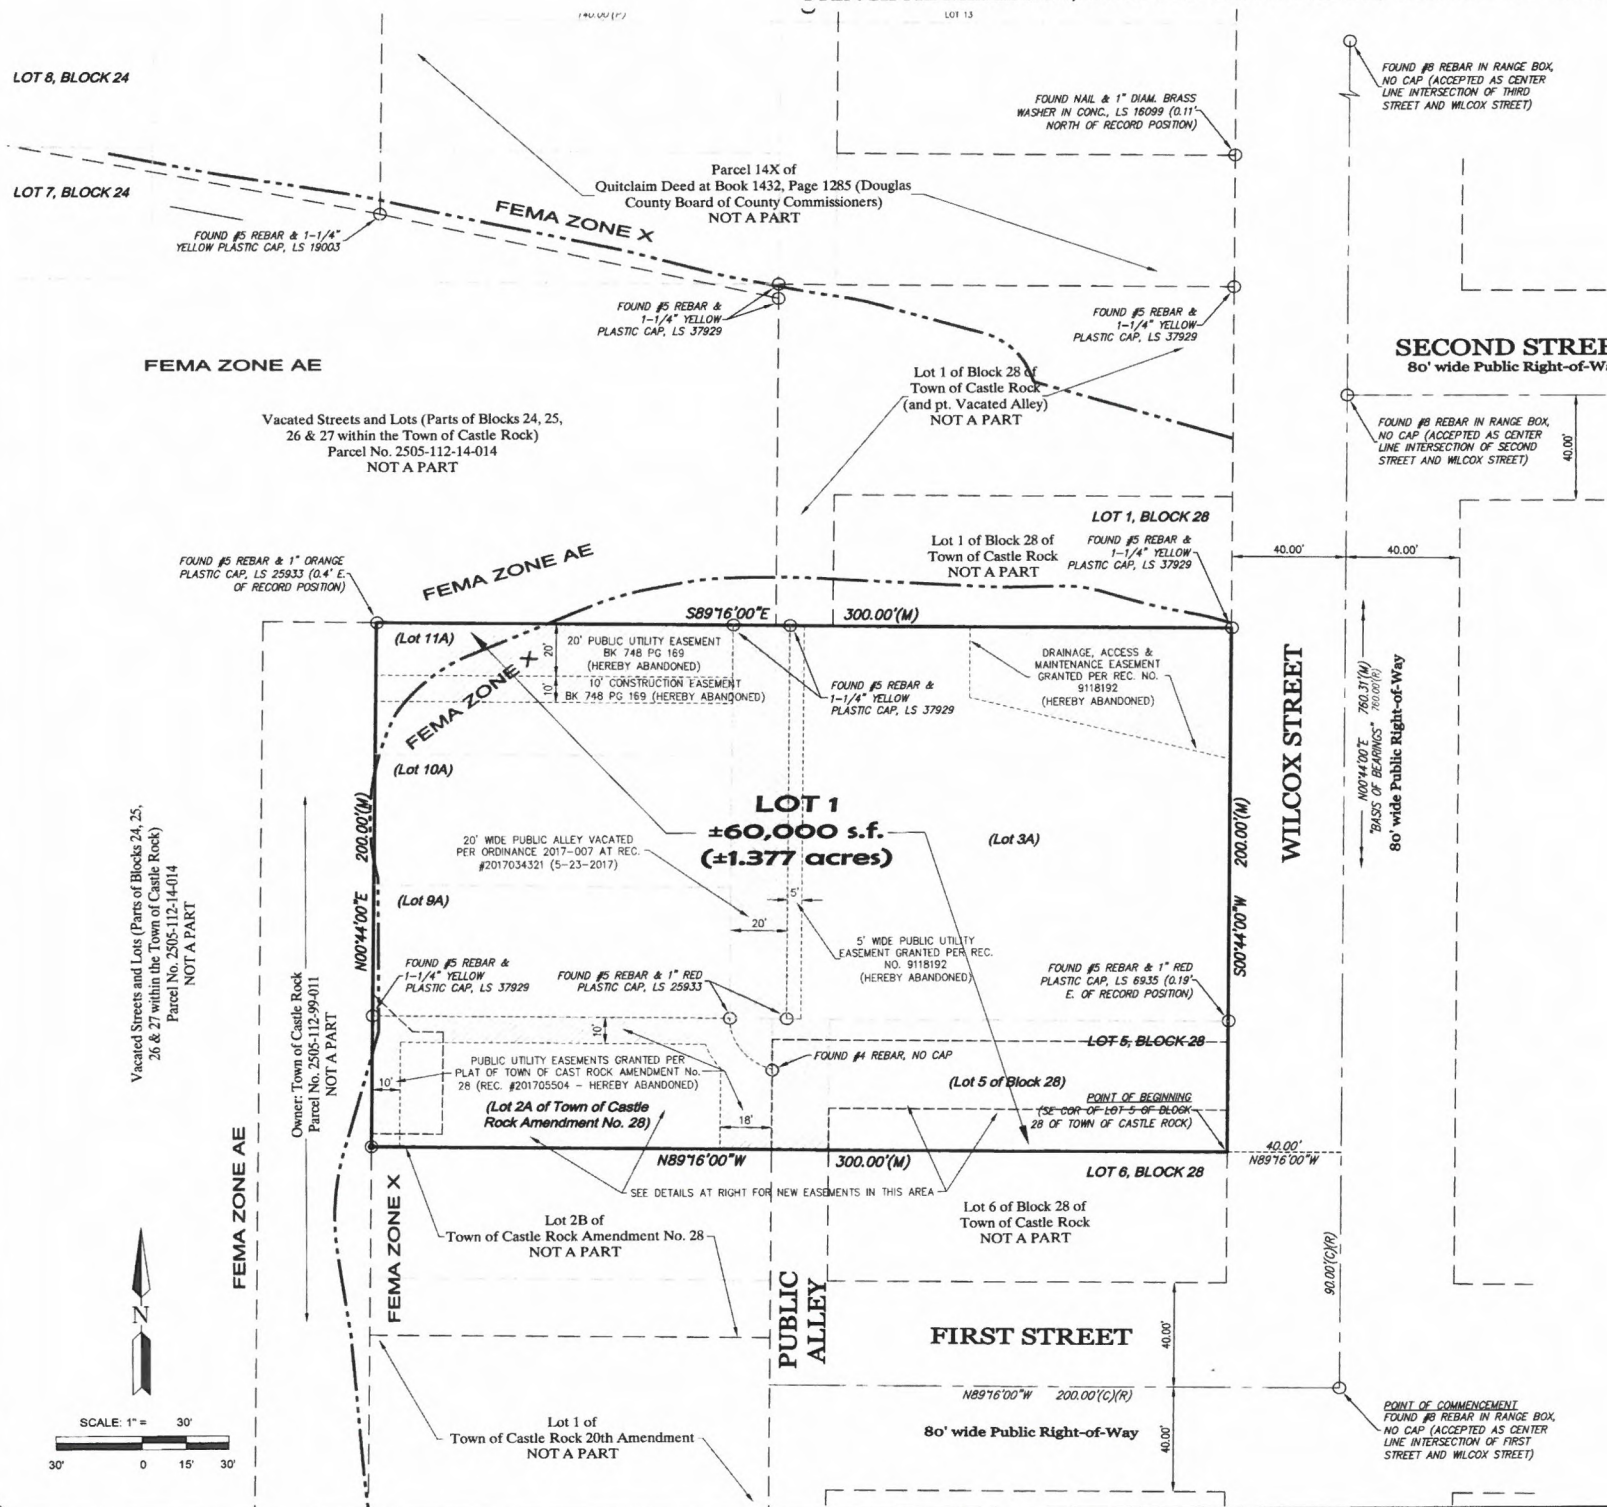 140.00'(P)
LOT 13
LOT 8, BLOCK 24
FOUND #8 REBAR IN RANGE BOX,
NO CAP (ACCEPTED AS CENTER
LINE INTERSECTION OF THIRD
STREET AND WILCOX STREET)
FOUND NAIL & 1" DIAM. BRASS
WASHER IN CONC., LS 16099 (0.11'
NORTH OF RECORD POSITION)
LOT 7, BLOCK 24
Parcel 14X of
Quitclaim Deed at Book 1432, Page 1285 (Douglas
County Board of County Commissioners)
NOT A PART
FEMA ZONE X
FOUND #5 REBAR & 1-1/4"
YELLOW PLASTIC CAP, LS 19003
FOUND #5 REBAR &
1-1/4" YELLOW
PLASTIC CAP, LS 37929
FOUND #5 REBAR &
1-1/4" YELLOW
PLASTIC CAP, LS 37929
SECOND STREE
80' wide Public Right-of-Wa
FEMA ZONE AE
Lot 1 of Block 28 of
Town of Castle Rock
(and pt. Vacated Alley)
NOT A PART
Vacated Streets and Lots (Parts of Blocks 24, 25,
26 & 27 within the Town of Castle Rock)
Parcel No. 2505-112-14-014
NOT A PART
FOUND #8 REBAR IN RANGE BOX,
NO CAP (ACCEPTED AS CENTER
LINE INTERSECTION OF SECOND
STREET AND WILCOX STREET)
40.00'
LOT 1, BLOCK 28
Lot 1 of Block 28 of
Town of Castle Rock
NOT A PART
FOUND #5 REBAR &
1-1/4" YELLOW
PLASTIC CAP, LS 37929
40.00'
40.00'
FOUND #5 REBAR & 1" ORANGE
PLASTIC CAP, LS 25933 (0.4' E.
OF RECORD POSITION)
FEMA ZONE AE
S89°16'00"E
300.00'(M)
(Lot 11A)
20'
20' PUBLIC UTILITY EASEMENT
BK 748 PG 169
(HEREBY ABANDONED)
10'
10' CONSTRUCTION EASEMENT
BK 748 PG 169 (HEREBY ABANDONED)
FEMA ZONE X
FOUND #5 REBAR &
1-1/4" YELLOW
PLASTIC CAP, LS 37929
DRAINAGE, ACCESS &
MAINTENANCE EASEMENT
GRANTED PER REC. NO.
9118192
(HEREBY ABANDONED)
WILCOX STREET
N00°44'00"E 760.31'(M)
"BASIS OF BEARINGS" 760.00'(R)
80' wide Public Right-of-Way
(Lot 10A)
LOT 1
±60,000 s.f.
(±1.377 acres)
(Lot 3A)
20' WIDE PUBLIC ALLEY VACATED
PER ORDINANCE 2017-007 AT REC.
#2017034321 (5-23-2017)
N00°44'00"E 200.00'(M)
S00°44'00"W 200.00'(M)
(Lot 9A)
5'
20'
5' WIDE PUBLIC UTILITY
EASEMENT GRANTED PER REC.
NO. 9118192
(HEREBY ABANDONED)
Vacated Streets and Lots (Parts of Blocks 24, 25,
26 & 27 within the Town of Castle Rock)
Parcel No. 2505-112-14-014
NOT A PART
Owner: Town of Castle Rock
Parcel No. 2505-112-99-011
NOT A PART
FOUND #5 REBAR &
1-1/4" YELLOW
PLASTIC CAP, LS 37929
FOUND #5 REBAR & 1" RED
PLASTIC CAP, LS 25933
FOUND #5 REBAR & 1" RED
PLASTIC CAP, LS 6935 (0.19'
E. OF RECORD POSITION)
10'
LOT 5, BLOCK 28
FOUND #4 REBAR, NO CAP
PUBLIC UTILITY EASEMENTS GRANTED PER
PLAT OF TOWN OF CAST ROCK AMENDMENT No.
28 (REC. #201705504 - HEREBY ABANDONED)
10'
(Lot 5 of Block 28)
(Lot 2A of Town of Castle
Rock Amendment No. 28)
18'
POINT OF BEGINNING
(SE COR OF LOT 5 OF BLOCK
28 OF TOWN OF CASTLE ROCK)
N89°16'00"W
300.00'(M)
40.00'
N89°16'00"W
LOT 6, BLOCK 28
FEMA ZONE AE
FEMA ZONE X
SEE DETAILS AT RIGHT FOR NEW EASEMENTS IN THIS AREA
Lot 2B of
Town of Castle Rock Amendment No. 28
NOT A PART
Lot 6 of Block 28 of
Town of Castle Rock
NOT A PART
90.00'(C)(R)
PUBLIC
ALLEY
FIRST STREET
40.00'
N
N89°16'00"W 200.00'(C)(R)
80' wide Public Right-of-Way
40.00'
POINT OF COMMENCEMENT
FOUND #8 REBAR IN RANGE BOX,
NO CAP (ACCEPTED AS CENTER
LINE INTERSECTION OF FIRST
STREET AND WILCOX STREET)
Lot 1 of
Town of Castle Rock 20th Amendment
NOT A PART
SCALE: 1" = 30'
30' 0 15' 30'